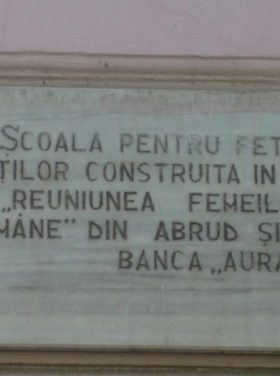 ȘCOALA PENTRU FET
ȚILOR CONSTRUITA IN
„REUNIUNEA FEMEIL
MÂNE” DIN ABRUD ȘI
BANCA „AURA